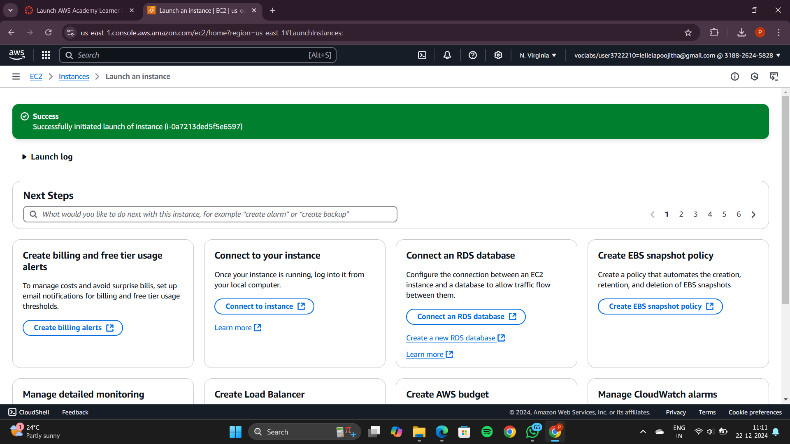 Launch AWS Academy Learner
Launch an instance | EC2 | us-e
us-east-1.console.aws.amazon.com/ec2/home?region=us-east-1#LaunchInstances:
aws
Search
[Alt+S]
N. Virginia
voclabs/user3722210=lellelapoojitha@gmail.com @ 3188-2624-5828
EC2 > Instances > Launch an instance
Success
Successfully initiated launch of instance (i-0a7213ded5f5e6597)
Launch log
Next Steps
What would you like to do next with this instance, for example "create alarm" or "create backup"
1 2 3 4 5 6
Create billing and free tier usage
alerts
To manage costs and avoid surprise bills, set up
email notifications for billing and free tier usage
thresholds.
Create billing alerts
Connect to your instance
Once your instance is running, log into it from
your local computer.
Connect to instance
Learn more
Connect an RDS database
Configure the connection between an EC2
instance and a database to allow traffic flow
between them.
Connect an RDS database
Create a new RDS database
Learn more
Create EBS snapshot policy
Create a policy that automates the creation,
retention, and deletion of EBS snapshots
Create EBS snapshot policy
Manage detailed monitoring
Create Load Balancer
Create AWS budget
Manage CloudWatch alarms
CloudShell
Feedback
© 2024, Amazon Web Services, Inc. or its affiliates.
Privacy
Terms
Cookie preferences
24°C
Partly sunny
Search
ENG
IN
11:11
22-12-2024